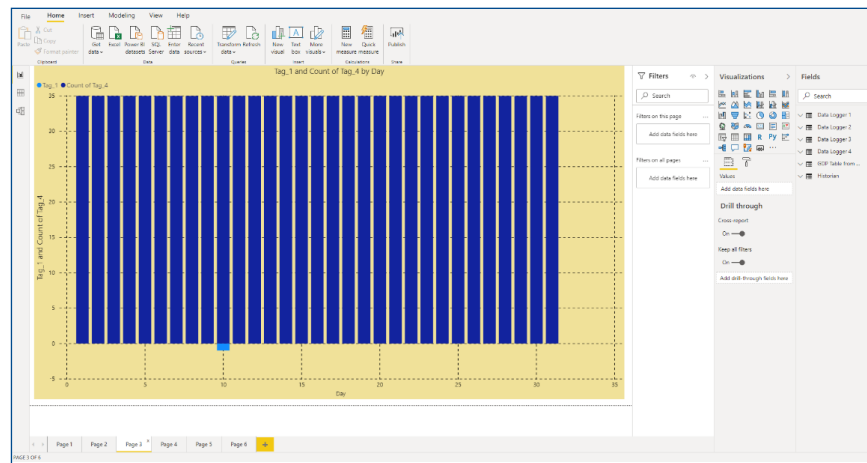 File Home Insert Modeling View Help
Paste
Cut
Copy
Format painter
Clipboard
Get data
Excel
Power BI datasets
SQL Server
Enter data
Recent sources
Data
Transform data
Refresh
Queries
New visual
Text box
More visuals
Insert
New measure
Quick measure
Calculations
Publish
Share
Tag_1 and Count of Tag_4 by Day
Tag_1 Count of Tag_4
Tag_1 and Count of Tag_4
25
20
15
10
5
0
-5
0 5 10 15 20 25 30 35
Day
Filters
Search
Filters on this page ...
Add data fields here
Filters on all pages ...
Add data fields here
Visualizations
R Py
Values
Add data fields here
Drill through
Cross-report
On
Keep all filters
On
Add drill-through fields here
Fields
Search
Data Logger 1
Data Logger 2
Data Logger 3
Data Logger 4
Historian
Page 1 Page 2 Page 3 Page 4 Page 5 Page 6 +
PAGE 3 OF 6